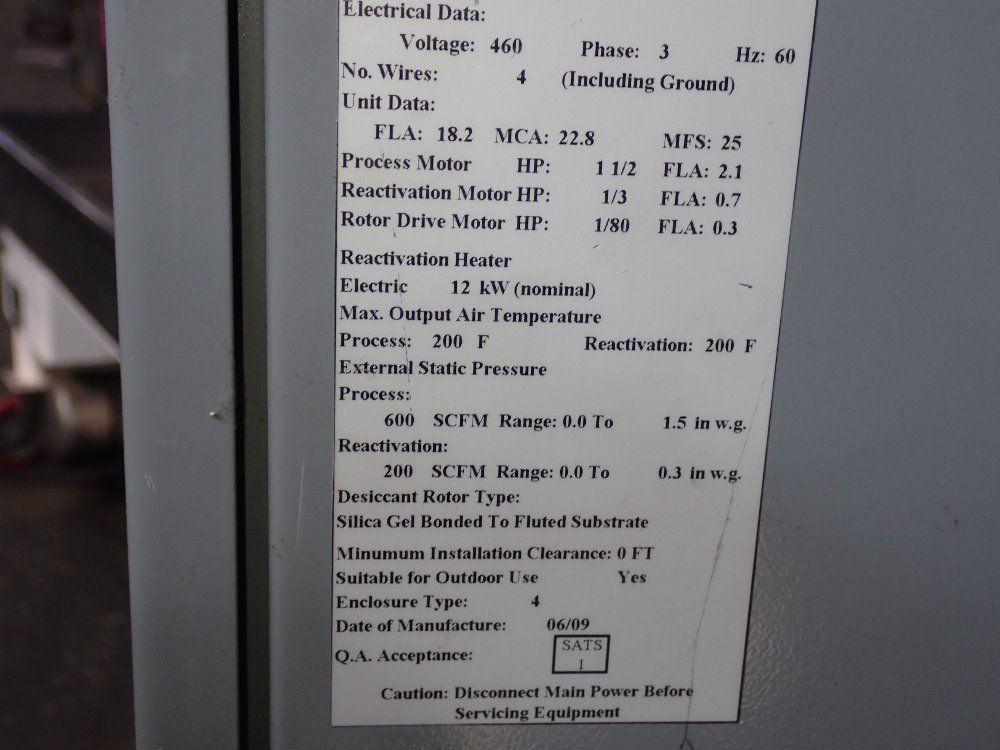 Electrical Data:
Voltage: 460 Phase: 3 Hz: 60
No. Wires: 4 (Including Ground)
Unit Data:
FLA: 18.2 MCA: 22.8 MFS: 25
Process Motor HP: 1 1/2 FLA: 2.1
Reactivation Motor HP: 1/3 FLA: 0.7
Rotor Drive Motor HP: 1/80 FLA: 0.3
Reactivation Heater
Electric 12 kW (nominal)
Max. Output Air Temperature
Process: 200 F Reactivation: 200 F
External Static Pressure
Process:
600 SCFM Range: 0.0 To 1.5 in w.g.
Reactivation:
200 SCFM Range: 0.0 To 0.3 in w.g.
Desiccant Rotor Type:
Silica Gel Bonded To Fluted Substrate
Minumum Installation Clearance: 0 FT
Suitable for Outdoor Use Yes
Enclosure Type: 4
Date of Manufacture: 06/09
Q.A. Acceptance: SATS
1
Caution: Disconnect Main Power Before
Servicing Equipment